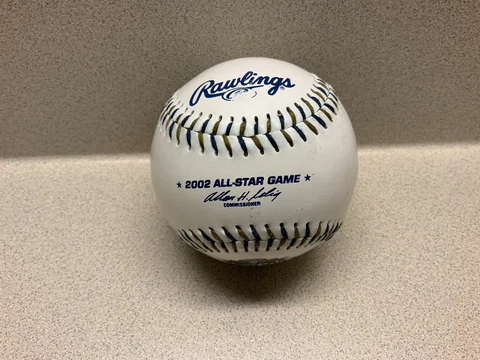 Rawlings
★ 2002 ALL-STAR GAME ★
Allan H. Selig
COMMISSIONER